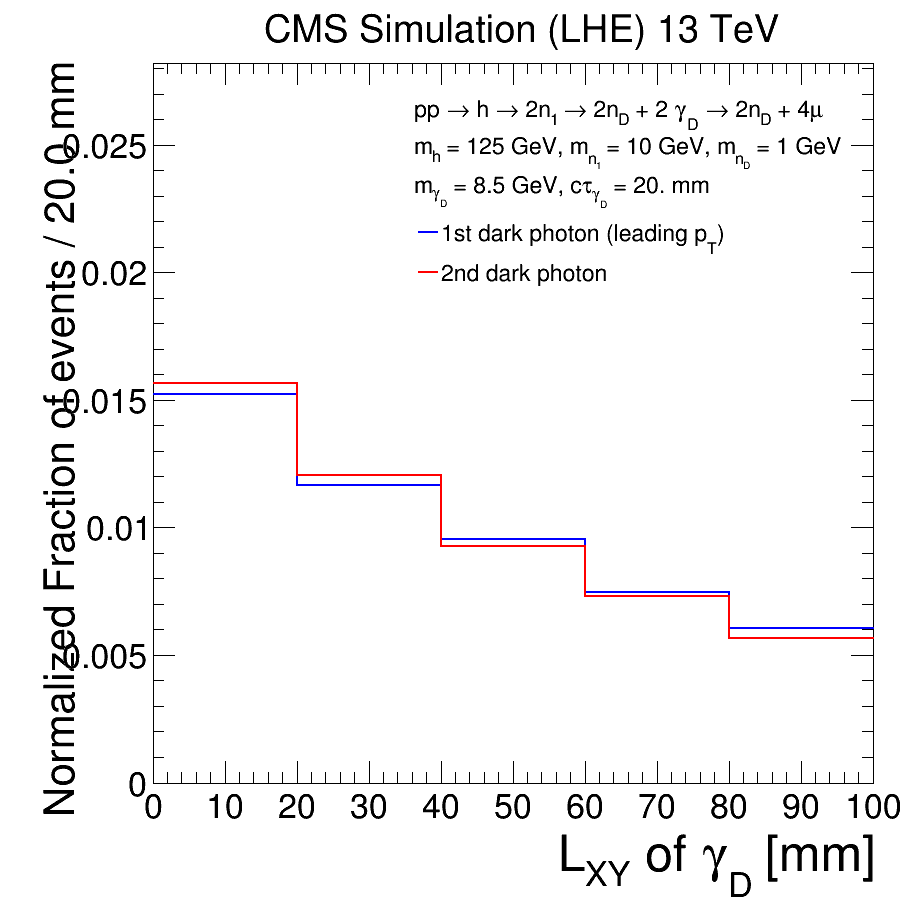 CMS Simulation (LHE) 13 TeV
pp → h → 2n1 → 2nD + 2 γD → 2nD + 4μ
mh = 125 GeV, mn1 = 10 GeV, mnD = 1 GeV
mγD = 8.5 GeV, cτγD = 20. mm
1st dark photon (leading pT)
2nd dark photon
Normalized Fraction of events / 20.0 mm
0.025
0.02
0.015
0.01
0.005
0
0 10 20 30 40 50 60 70 80 90 100
LXY of γD [mm]